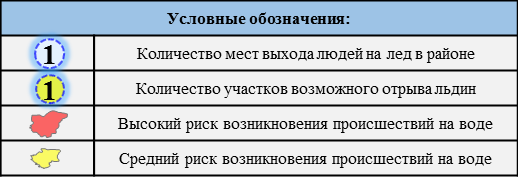 Условные обозначения:
1 Количество мест выхода людей на лед в районе
1 Количество участков возможного отрыва льдин
Высокий риск возникновения происшествий на воде
Средний риск возникновения происшествий на воде